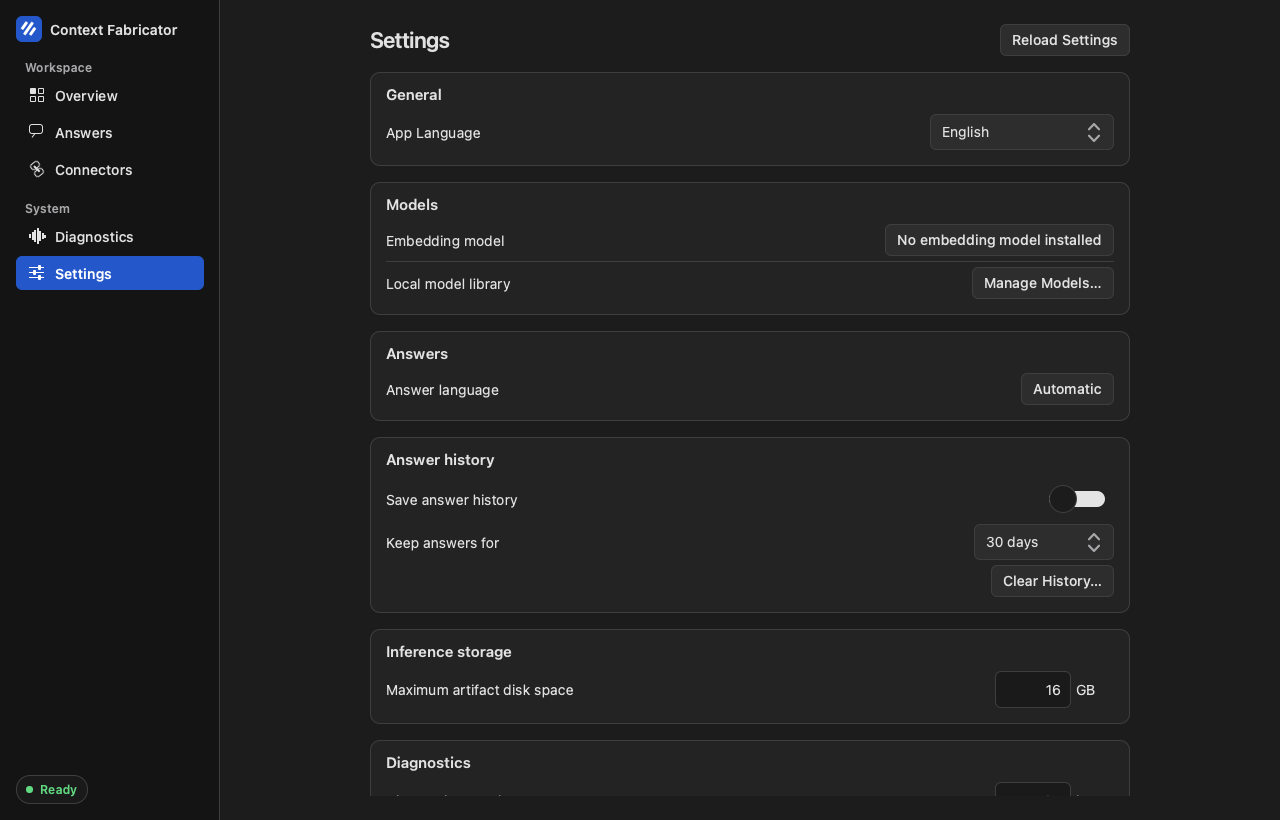 Context Fabricator
Workspace
Overview
Answers
Connectors
System
Diagnostics
Settings
Ready
Settings
Reload Settings
General
App Language
English
Models
Embedding model
No embedding model installed
Local model library
Manage Models...
Answers
Answer language
Automatic
Answer history
Save answer history
Keep answers for
30 days
Clear History...
Inference storage
Maximum artifact disk space
16 GB
Diagnostics